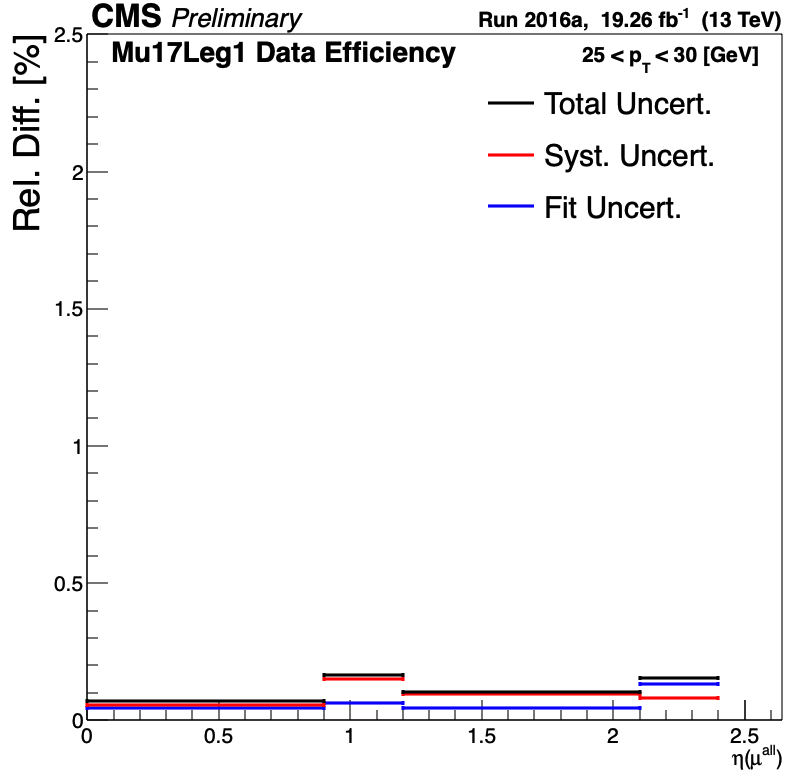 CMS Preliminary Run 2016a, 19.26 fb⁻¹ (13 TeV)
Mu17Leg1 Data Efficiency 25 < p_T < 30 [GeV]
Total Uncert.
Syst. Uncert.
Fit Uncert.
Rel. Diff. [%]
2.5
2
1.5
1
0.5
0
0 0.5 1 1.5 2 2.5
η(μ^all)